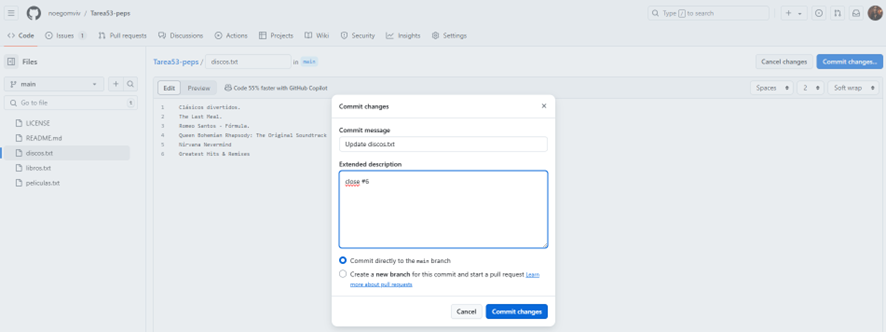 noegomviv / Tarea53-peps
Type / to search
Code Issues 1 Pull requests Discussions Actions Projects Wiki Security Insights Settings
Files
Tarea53-peps / discos.txt in main
Cancel changes Commit changes...
main
Go to file
LICENSE
README.md
discos.txt
libros.txt
peliculas.txt
Edit Preview Code 55% faster with GitHub Copilot
Spaces 2 Soft wrap
1 Clásicos divertidos.
2 The Last Meal.
3 Romeo Santos - Fórmula.
4 Queen Bohemian Rhapsody: The Original Soundtrack
5 Nirvana Nevermind
6 Greatest Hits & Remixes
Commit changes
Commit message
Update discos.txt
Extended description
close #6
Commit directly to the main branch
Create a new branch for this commit and start a pull request Learn
more about pull requests
Cancel Commit changes